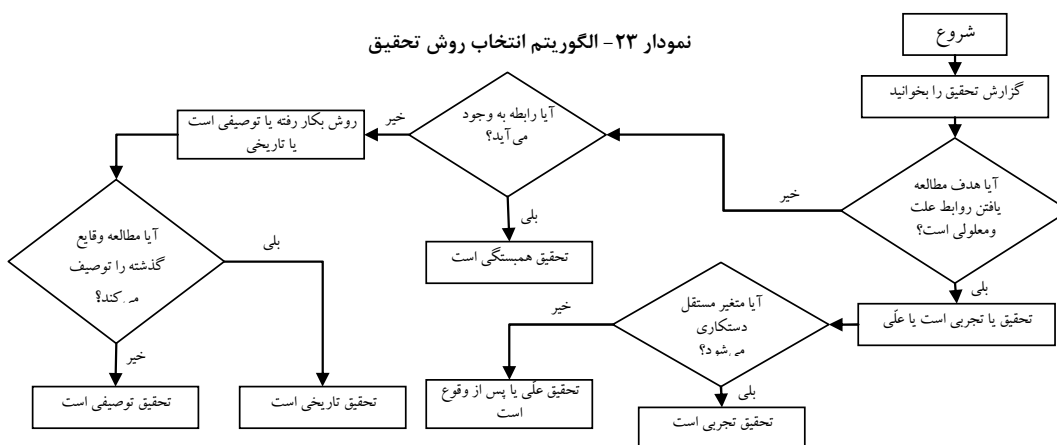 نمودار ۲۳- الگوریتم انتخاب روش تحقیق
شروع
گزارش تحقیق را بخوانید
آیا هدف مطالعه
یافتن روابط علت
ومعلولی است؟
خیر
بلی
آیا رابطه به وجود
می آید؟
خیر
بلی
روش بکار رفته یا توصیفی است
یا تاریخی
تحقیق همبستگی است
آیا مطالعه وقایع
گذشته را توصیف
می کند؟
بلی
خیر
تحقیق تاریخی است
تحقیق توصیفی است
تحقیق یا تجربی است یا علّی
آیا متغیر مستقل
دستکاری
می شود؟
خیر
بلی
تحقیق علّی یا پس از وقوع
است
تحقیق تجربی است